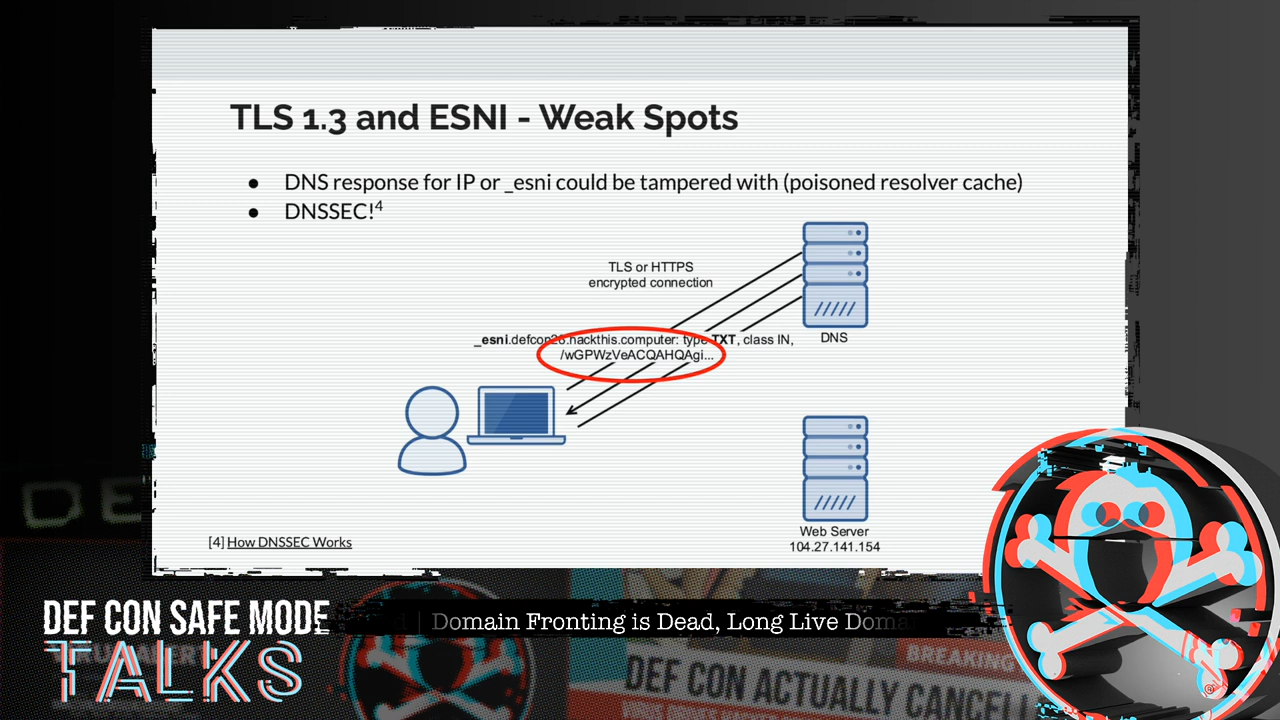 TLS 1.3 and ESNI - Weak Spots
● DNS response for IP or _esni could be tampered with (poisoned resolver cache)
● DNSSEC!4
TLS or HTTPS
encrypted connection
_esni.defcon28.hackthis.computer: type TXT, class IN,
/wGPWzVeACQAHQAgi...
DNS
Web Server
104.27.141.154
[4] How DNSSEC Works
DEF CON SAFE MODE
TALKS
Domain Fronting is Dead, Long Live
BREAKING
DEF CON ACTUALLY